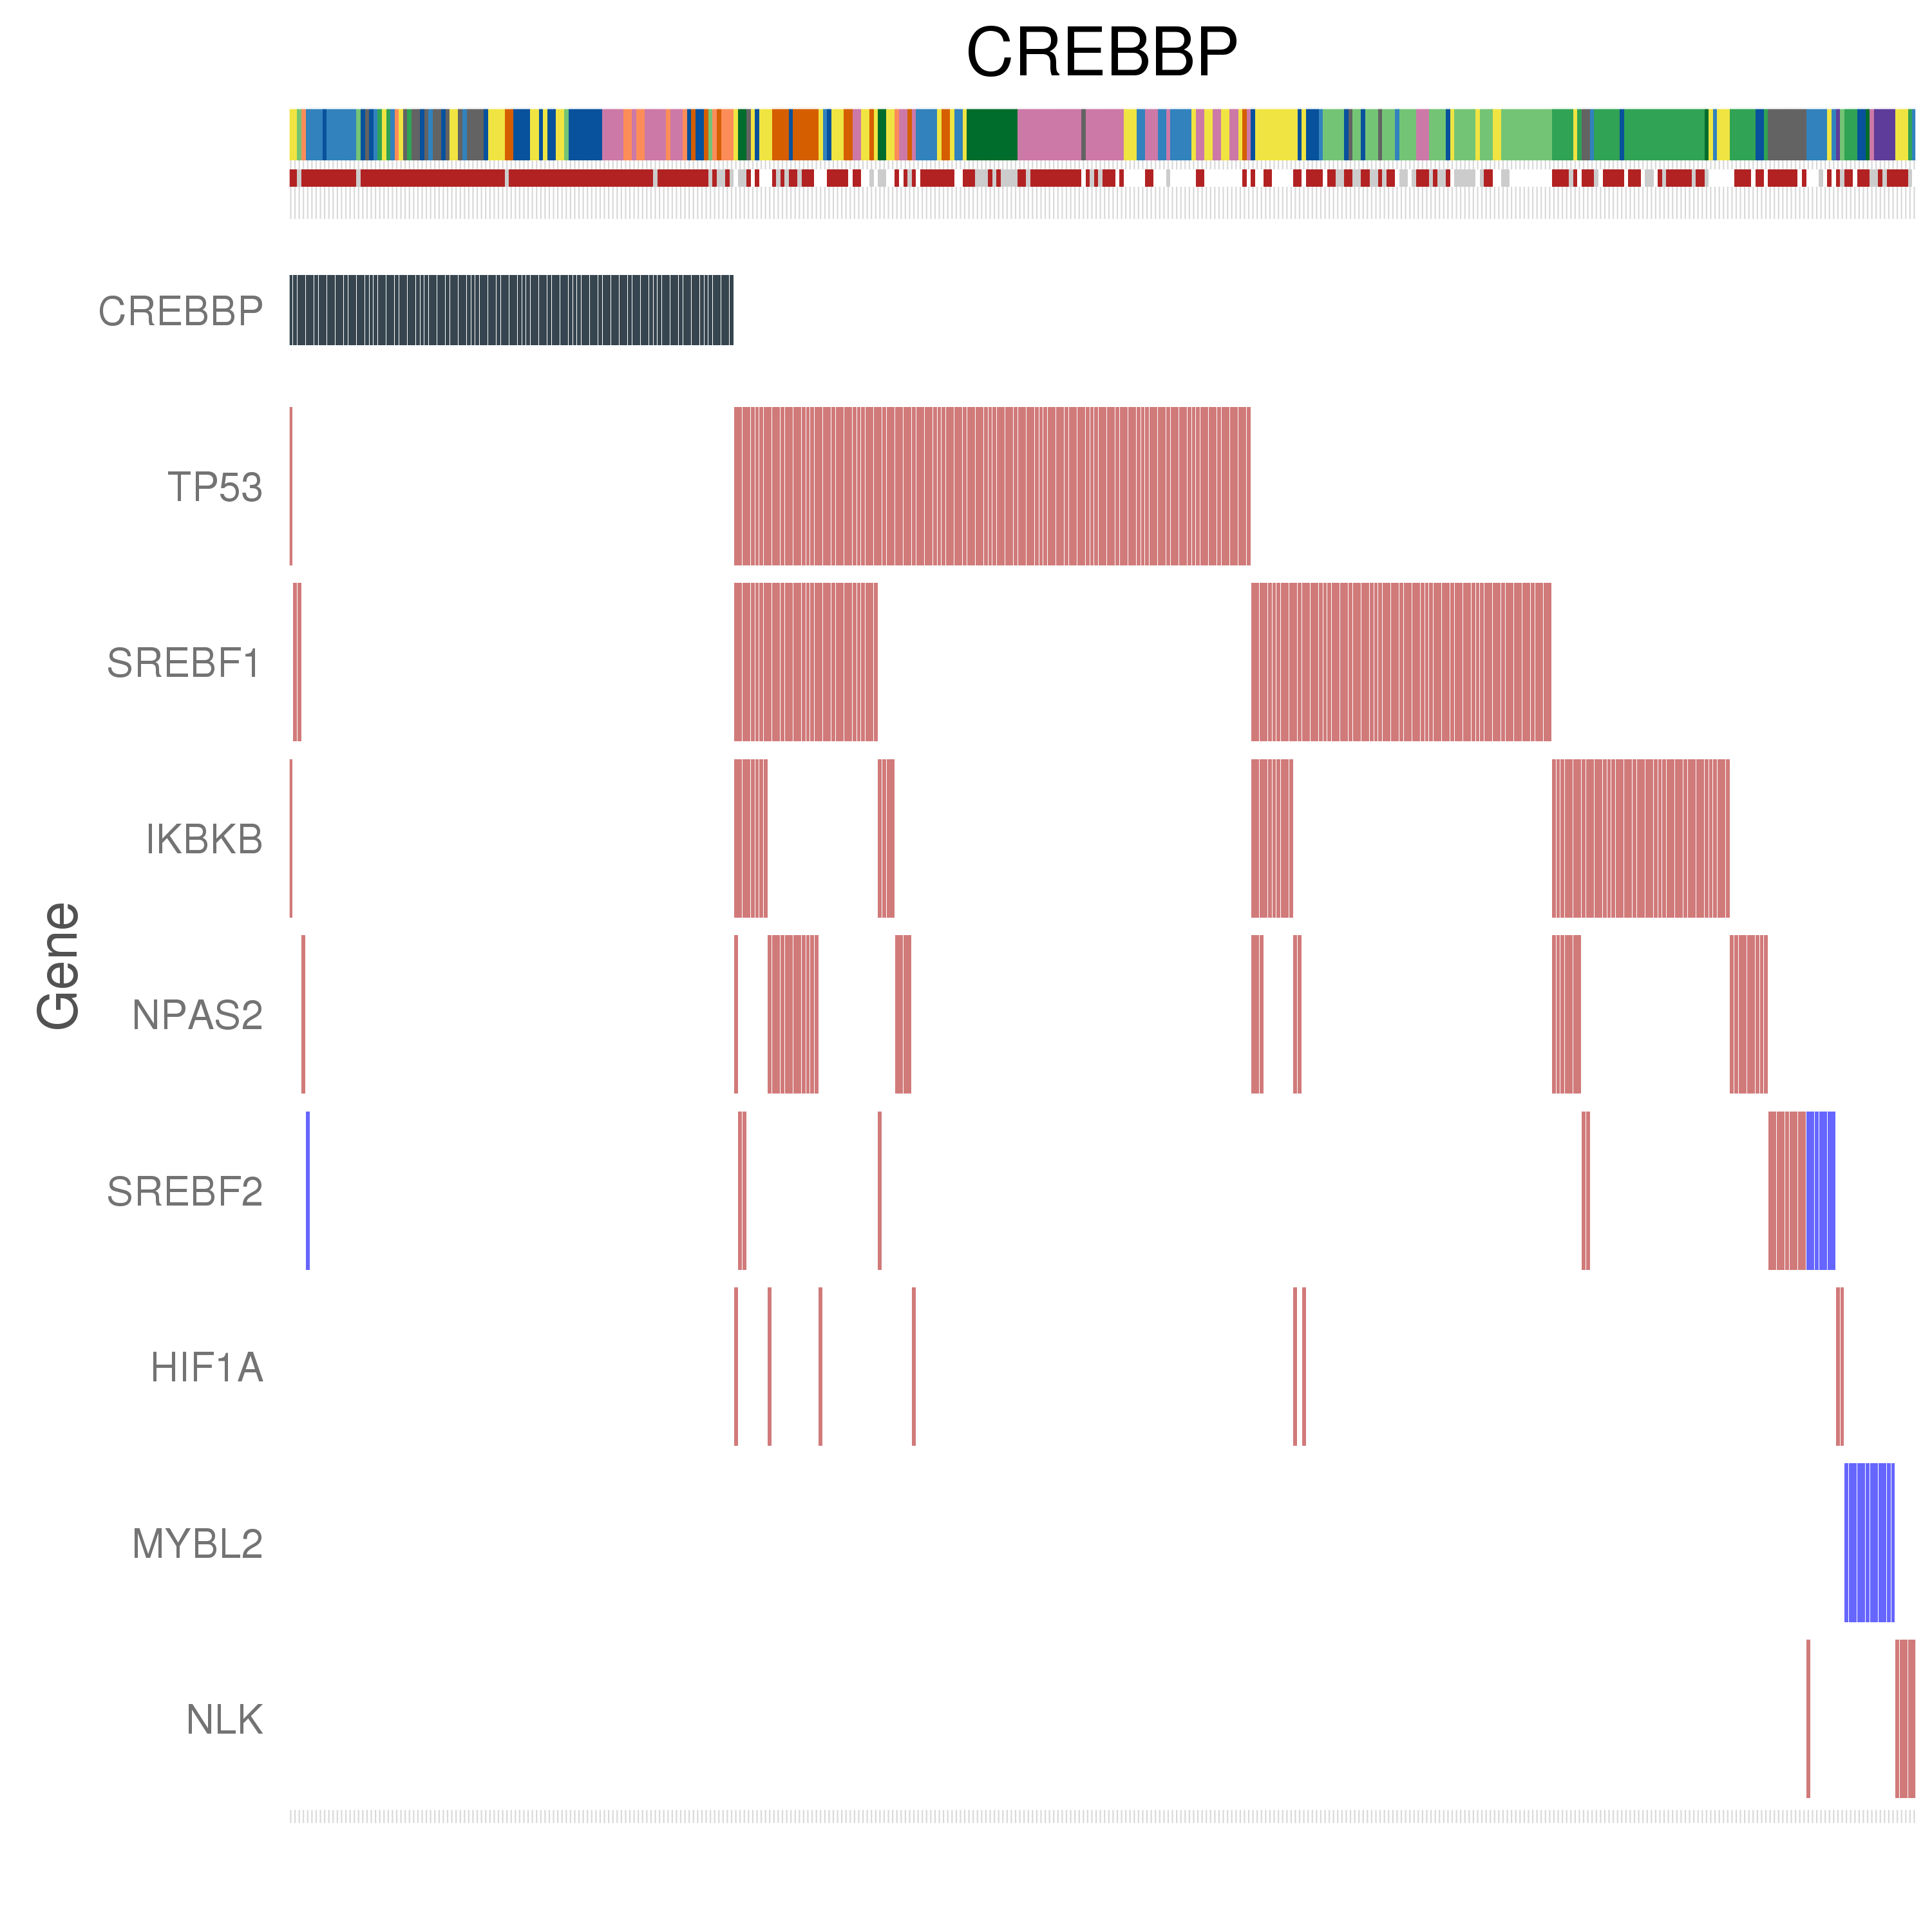 CREBBP
CREBBP
TP53
SREBF1
IKBKB
NPAS2
SREBF2
HIF1A
MYBL2
NLK
Gene